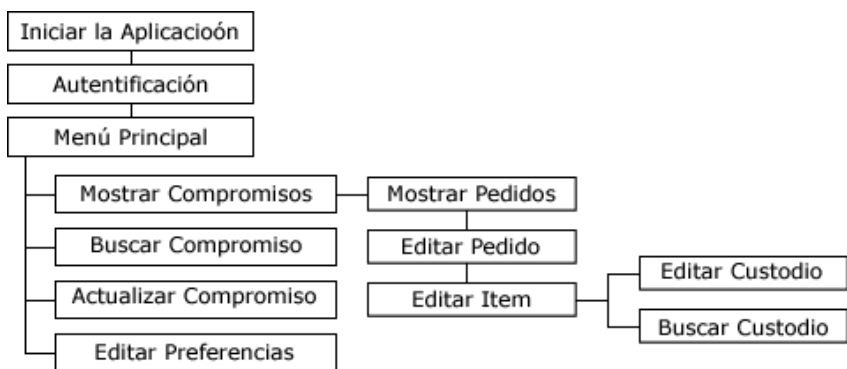 Iniciar la Aplicacioón
Autentificación
Menú Principal
Mostrar Compromisos
Mostrar Pedidos
Buscar Compromiso
Editar Pedido
Editar Custodio
Actualizar Compromiso
Editar Item
Buscar Custodio
Editar Preferencias